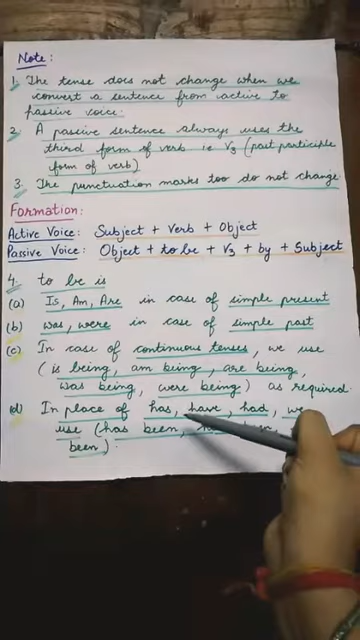 Note:
1. The tense does not change when we
convert a sentence from active to
passive voice.
2. A passive sentence always uses the
third form of verb i.e V3 (past participle
form of verb)
3. The punctuation marks too do not change
Formation:
Active Voice: Subject + Verb + Object
Passive Voice: Object + to be + V3 + by + Subject
4. to be is
(a) Is, Am, Are in case of simple present
(b) was, were in case of simple past
(c) In case of continuous tenses, we use
(is being, am being, are being,
was being, were being) as required
(d) In place of has, have, had, we
use (has been, been,
been).